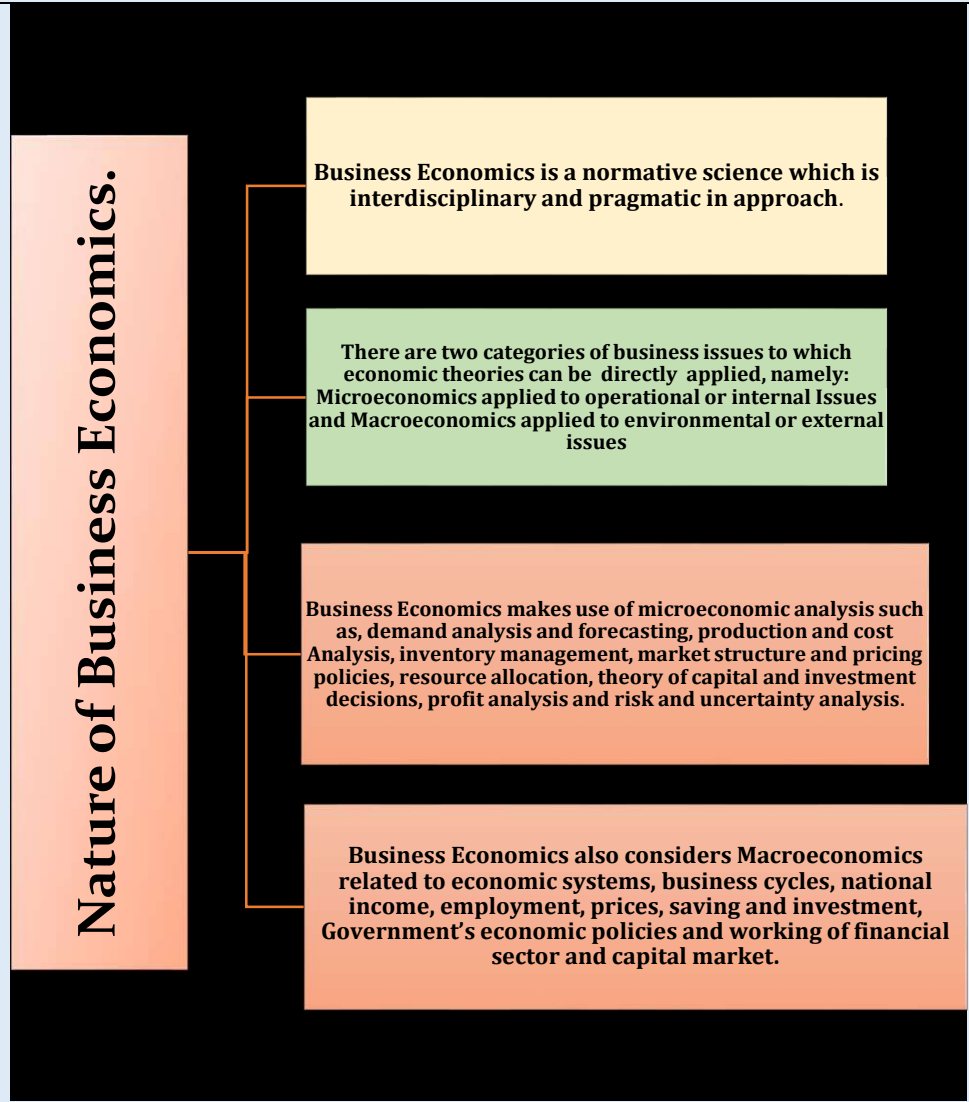 Nature of Business Economics.
Business Economics is a normative science which is
interdisciplinary and pragmatic in approach.
There are two categories of business issues to which
economic theories can be directly applied, namely:
Microeconomics applied to operational or internal Issues
and Macroeconomics applied to environmental or external
issues
Business Economics makes use of microeconomic analysis such
as, demand analysis and forecasting, production and cost
Analysis, inventory management, market structure and pricing
policies, resource allocation, theory of capital and investment
decisions, profit analysis and risk and uncertainty analysis.
Business Economics also considers Macroeconomics
related to economic systems, business cycles, national
income, employment, prices, saving and investment,
Government’s economic policies and working of financial
sector and capital market.